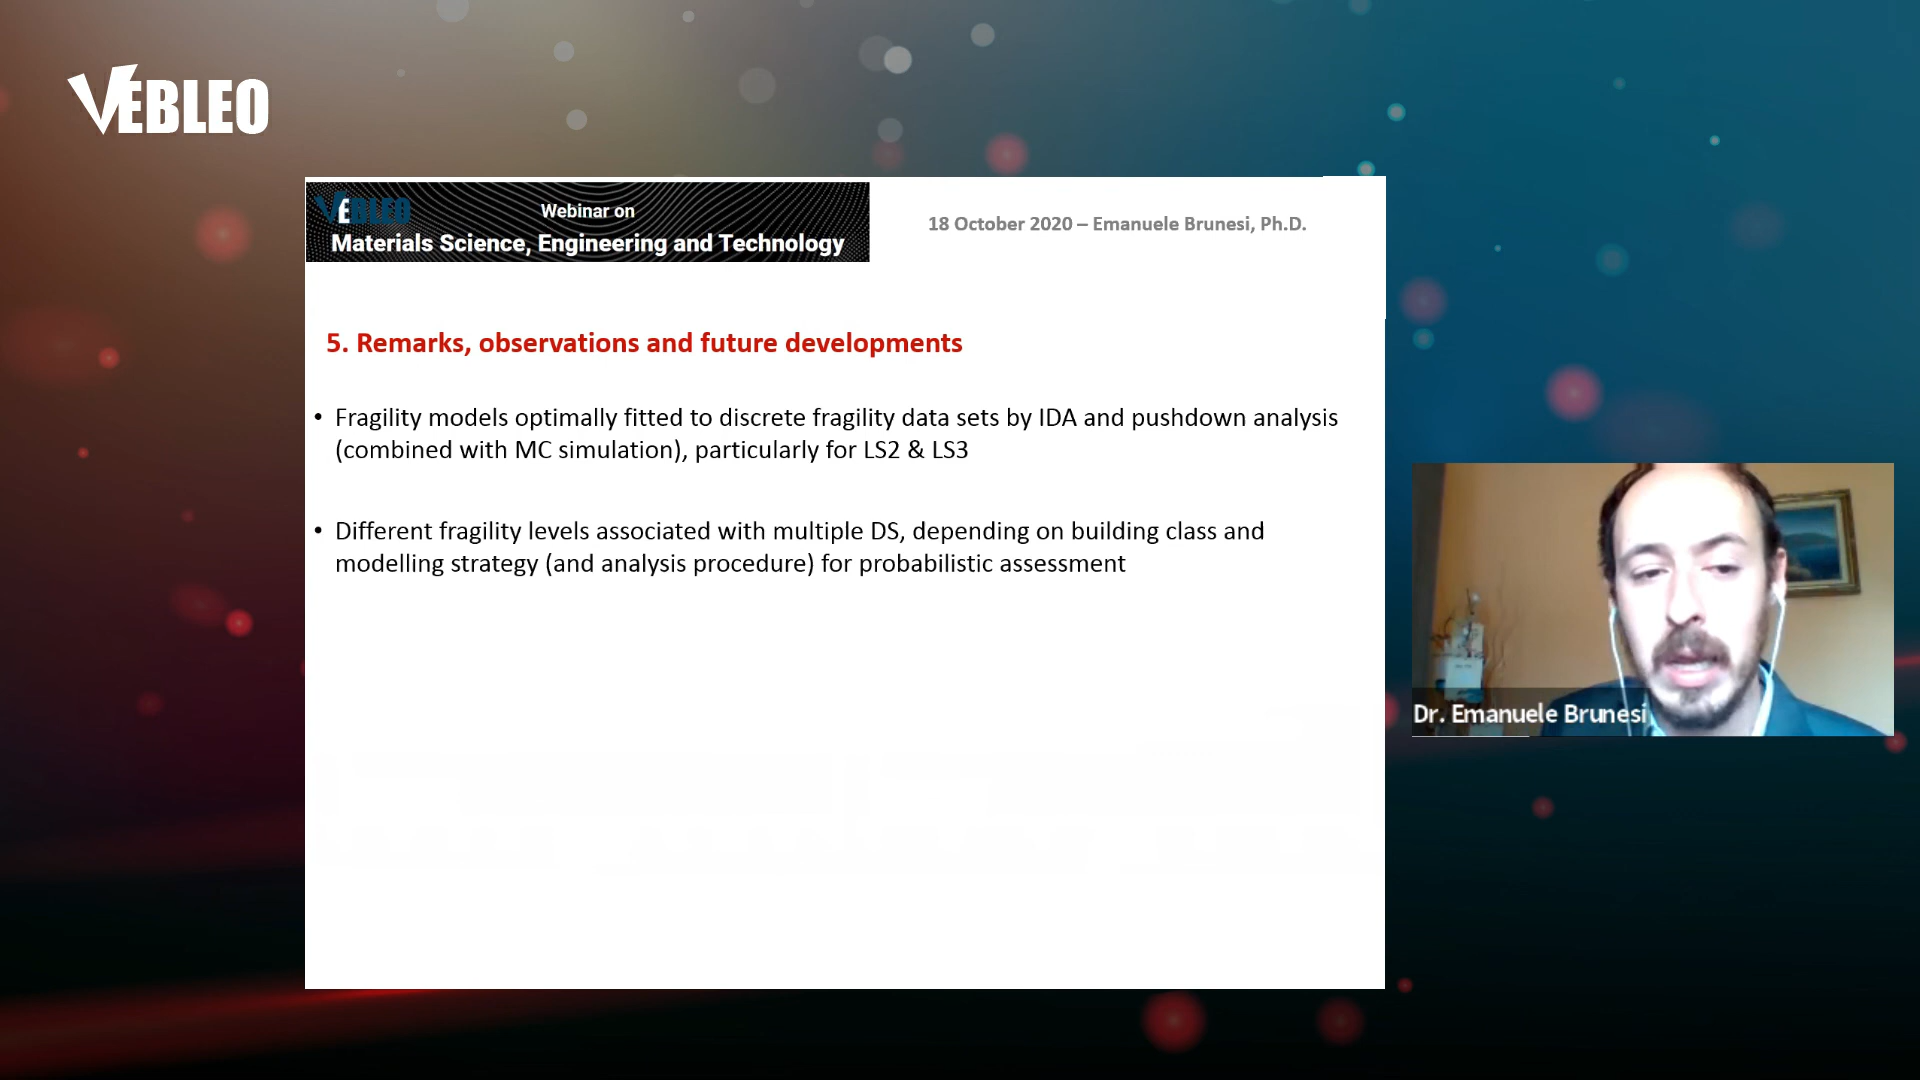 VEBLEO
VEBLEO
Webinar on
Materials Science, Engineering and Technology
18 October 2020 – Emanuele Brunesi, Ph.D.
5. Remarks, observations and future developments
• Fragility models optimally fitted to discrete fragility data sets by IDA and pushdown analysis
(combined with MC simulation), particularly for LS2 & LS3
• Different fragility levels associated with multiple DS, depending on building class and
modelling strategy (and analysis procedure) for probabilistic assessment
Dr. Emanuele Brunesi